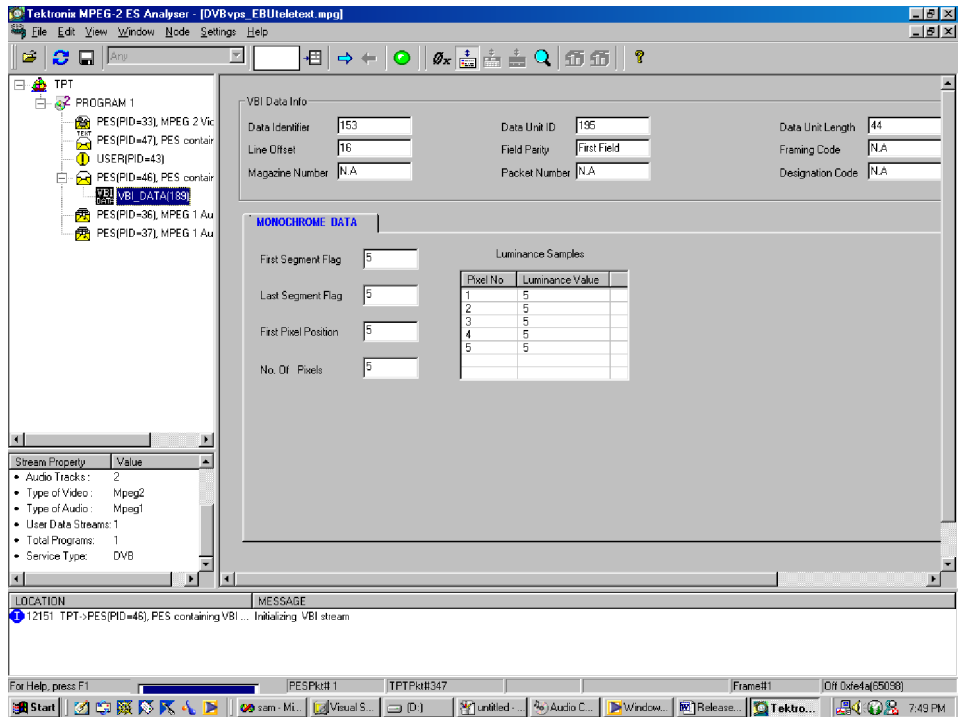 Tektronix MPEG-2 ES Analyser - [DVBvps_EBUteletext.mpg]
File Edit View Window Node Settings Help
Any
TPT
PROGRAM 1
PES(PID=33), MPEG 2 Vic
TEXT
PES(PID=47), PES contair
USER(PID=43)
PES(PID=46), PES contair
VBI DATA
VBI_DATA(189)
PES(PID=36), MPEG 1 Au
PES(PID=37), MPEG 1 Au
VBI Data Info
Data Identifier 153 Data Unit ID 195 Data Unit Length 44
Line Offset 16 Field Parity First Field Framing Code N.A
Magazine Number N.A Packet Number N.A Designation Code N.A
MONOCHROME DATA
First Segment Flag 5
Last Segment Flag 5
First Pixel Position 5
No. Of Pixels 5
Luminance Samples
Pixel No Luminance Value
1 5
2 5
3 5
4 5
5 5
Stream Property Value
Audio Tracks : 2
Type of Video : Mpeg2
Type of Audio : Mpeg1
User Data Streams: 1
Total Programs: 1
Service Type: DVB
LOCATION MESSAGE
12151 TPT->PES(PID=46), PES containing VBI ... Initializing VBI stream
For Help, press F1 PESPkt# 1 TPTPkt#347 Frame#1 Off 0xfe4a(65098)
Start sam - Mi... Visual S... (D:) untitled - ... Audio C... Window... Release... Tektro... 7:49 PM